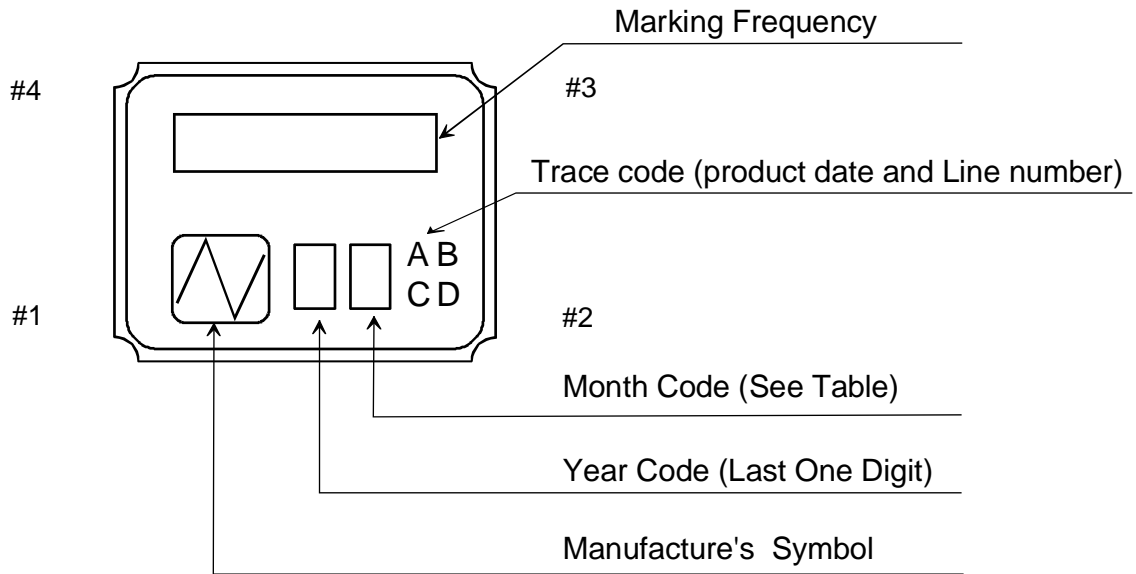 Marking Frequency
#4
#3
Trace code (product date and Line number)
A B
C D
#1
#2
Month Code (See Table)
Year Code (Last One Digit)
Manufacture's Symbol